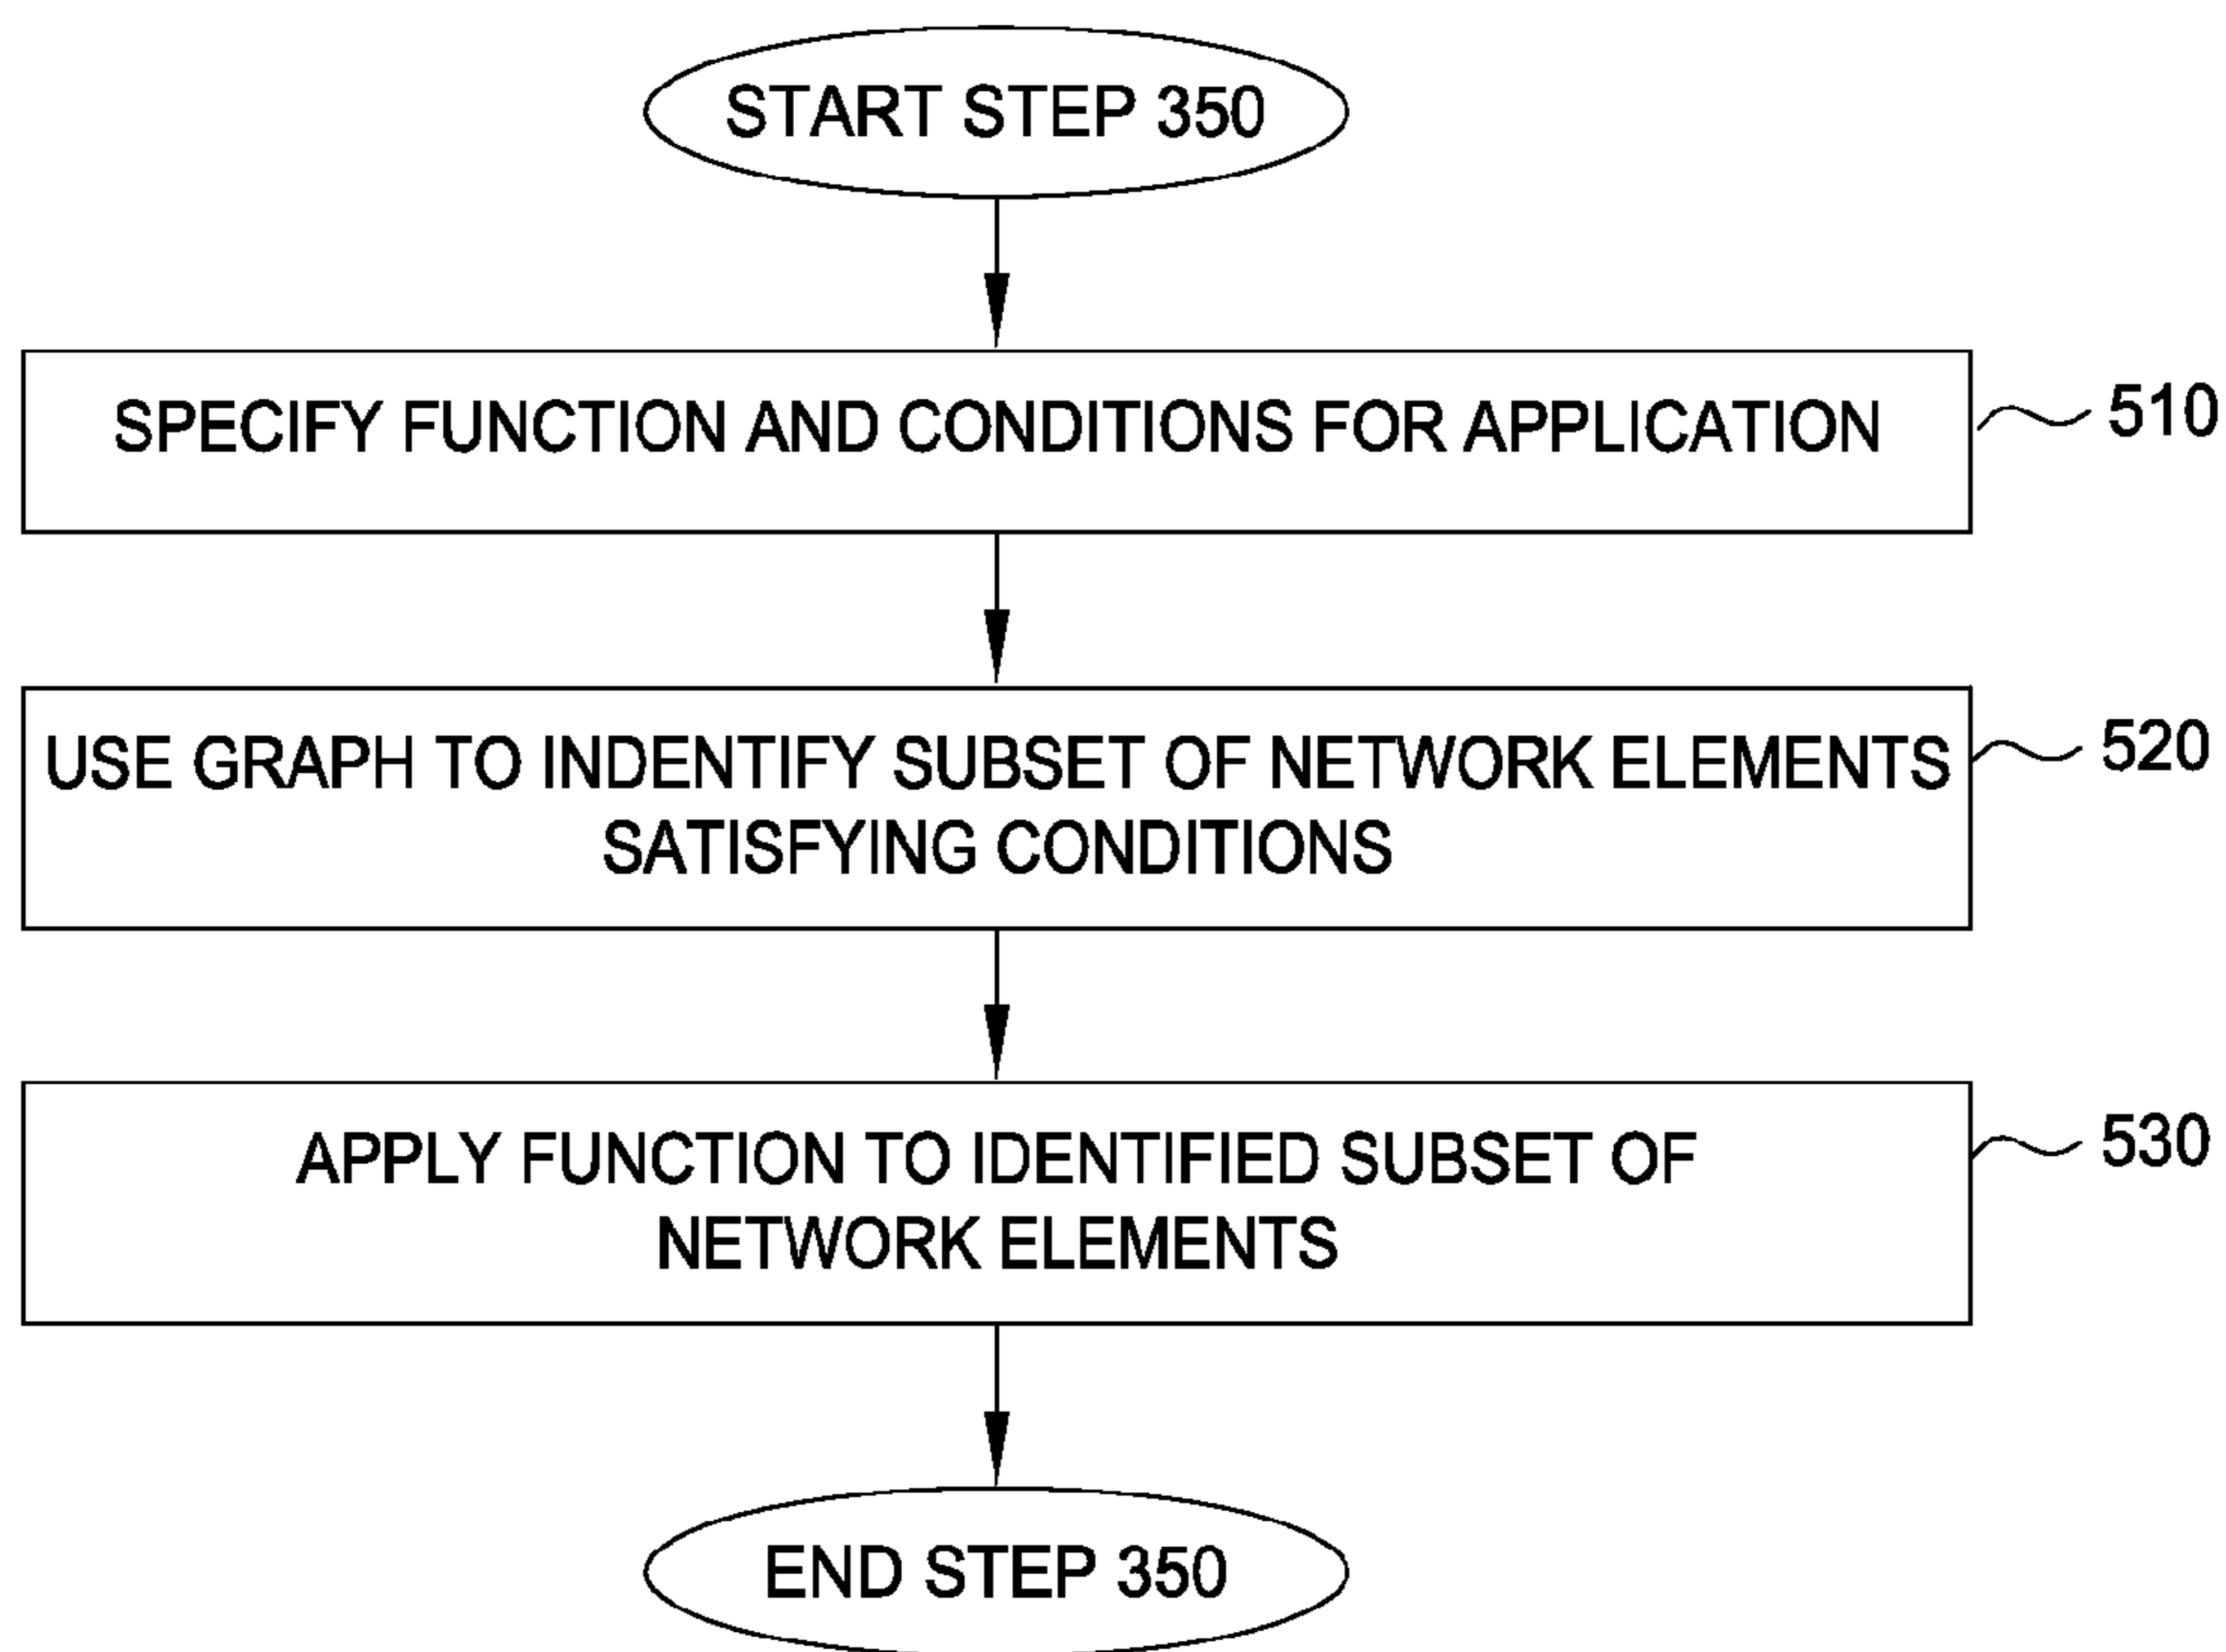 START STEP 350
SPECIFY FUNCTION AND CONDITIONS FOR APPLICATION
510
USE GRAPH TO INDENTIFY SUBSET OF NETWORK ELEMENTS
520
SATISFYING CONDITIONS
APPLY FUNCTION TO IDENTIFIED SUBSET OF
530
NETWORK ELEMENTS
END STEP 350